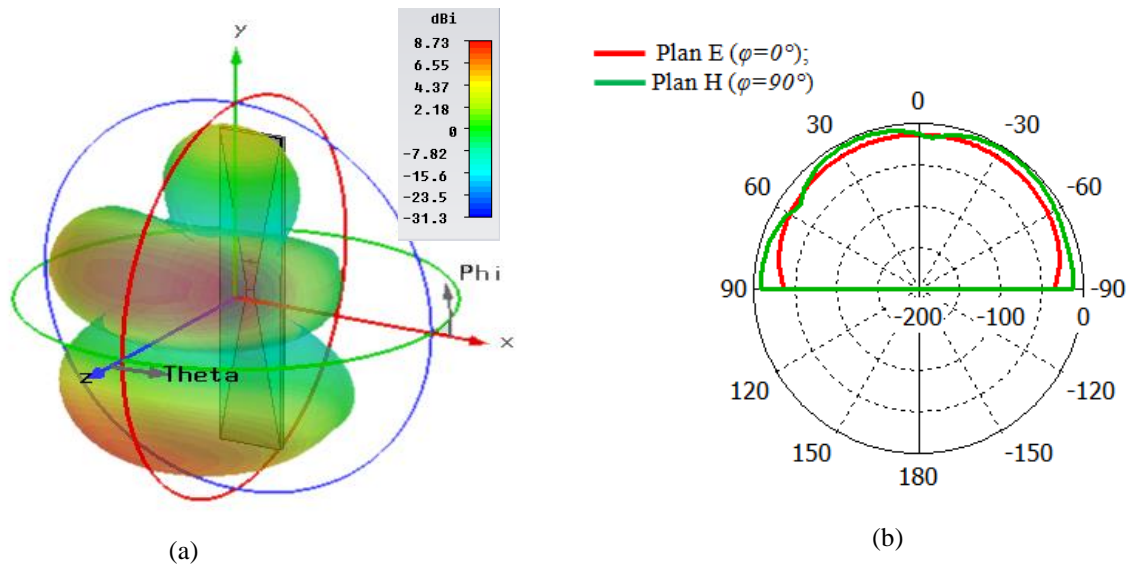 dBi
8.73
6.55
4.37
2.18
0
-7.82
-15.6
-23.5
-31.3
y
Phi
x
z
Theta
(a)
Plan E (φ=0°);
Plan H (φ=90°)
0
30
-30
60
-60
90
-90
-200
-100
0
120
-120
150
-150
180
(b)